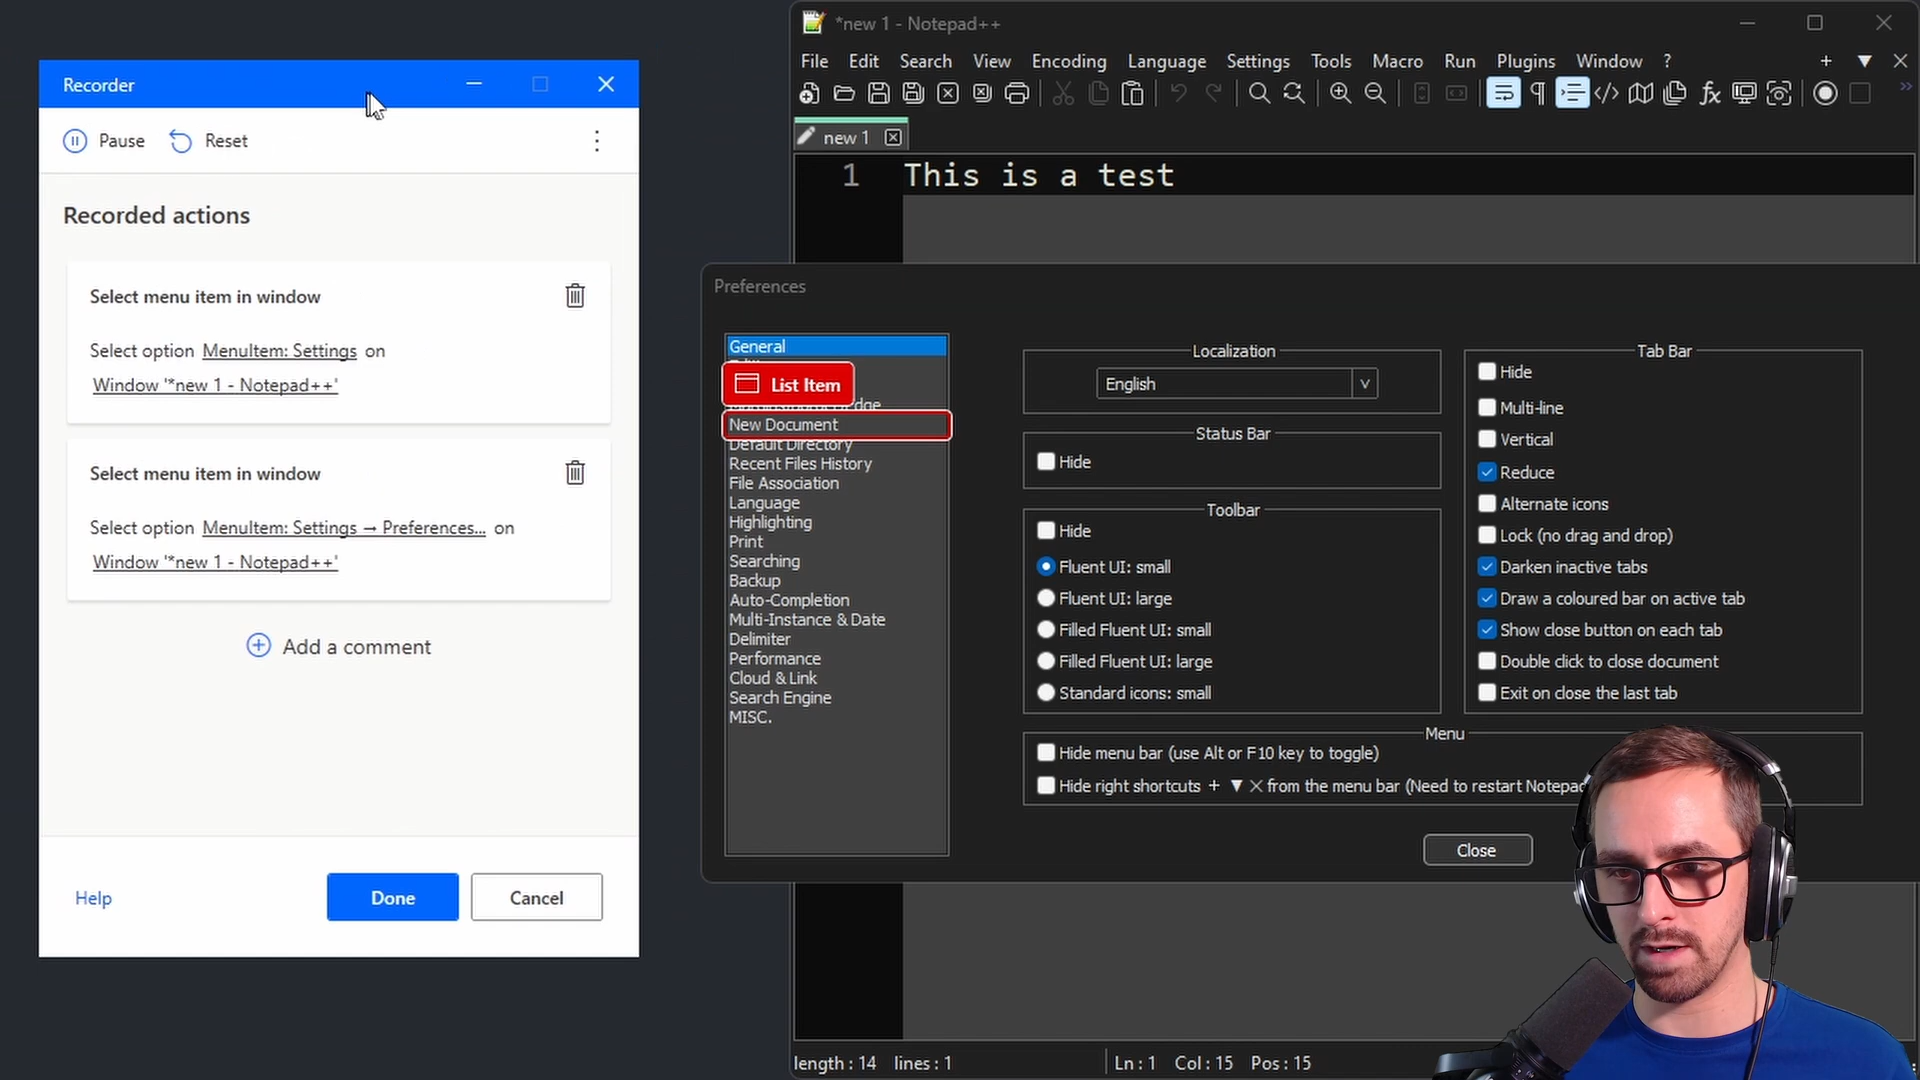 Recorder
Pause
Reset
Recorded actions
Select menu item in window
Select option MenuItem: Settings on
Window '*new 1 - Notepad++'
Select menu item in window
Select option MenuItem: Settings → Preferences... on
Window '*new 1 - Notepad++'
Add a comment
Help
Done
Cancel
*new 1 - Notepad++
File Edit Search View Encoding Language Settings Tools Macro Run Plugins Window ?
new 1
1 This is a test
Preferences
General
List Item
New Document
Default Directory
Recent Files History
File Association
Language
Highlighting
Print
Searching
Backup
Auto-Completion
Multi-Instance & Date
Delimiter
Performance
Cloud & Link
Search Engine
MISC.
Localization
English
Status Bar
Hide
Toolbar
Hide
Fluent UI: small
Fluent UI: large
Filled Fluent UI: small
Filled Fluent UI: large
Standard icons: small
Tab Bar
Hide
Multi-line
Vertical
Reduce
Alternate icons
Lock (no drag and drop)
Darken inactive tabs
Draw a coloured bar on active tab
Show close button on each tab
Double click to close document
Exit on close the last tab
Menu
Hide menu bar (use Alt or F10 key to toggle)
Hide right shortcuts + ▼ ✕ from the menu bar (Need to restart
Close
length : 14 lines : 1
Ln : 1 Col : 15 Pos : 15